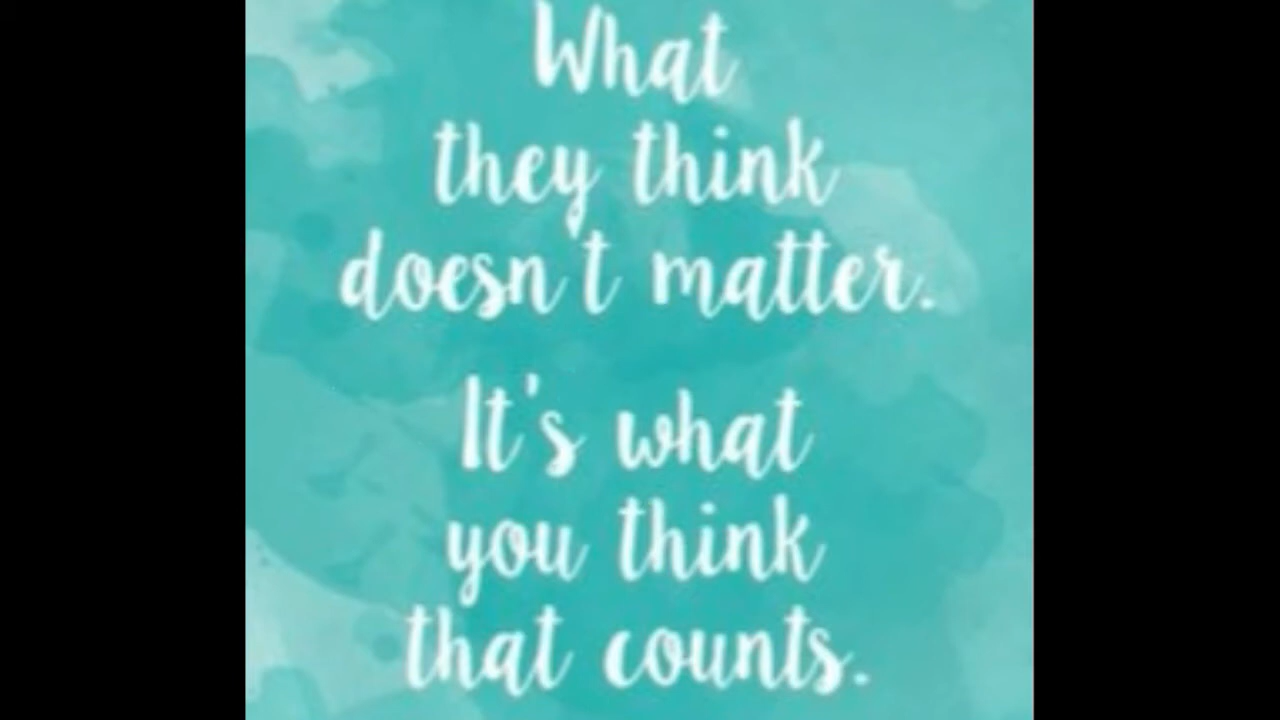 What
they think
doesn't matter.
It's what
you think
that counts.